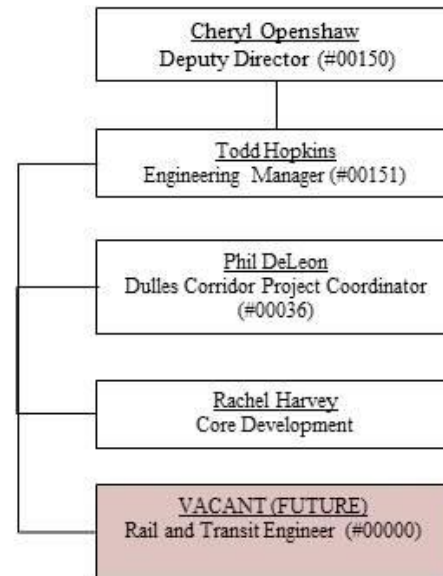 Cheryl Openshaw
Deputy Director (#00150)
Todd Hopkins
Engineering Manager (#00151)
Phil DeLeon
Dulles Corridor Project Coordinator
(#00036)
Rachel Harvey
Core Development
VACANT (FUTURE)
Rail and Transit Engineer (#00000)